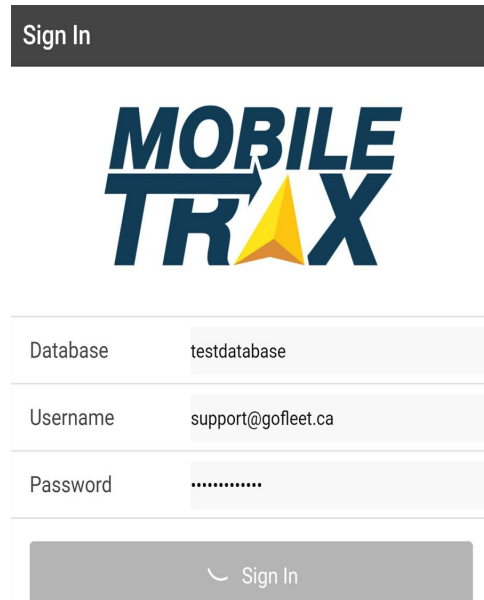 Sign In
MOBILE
TRAX
Database testdatabase
Username support@gofleet.ca
Password •••••••••••••
Sign In